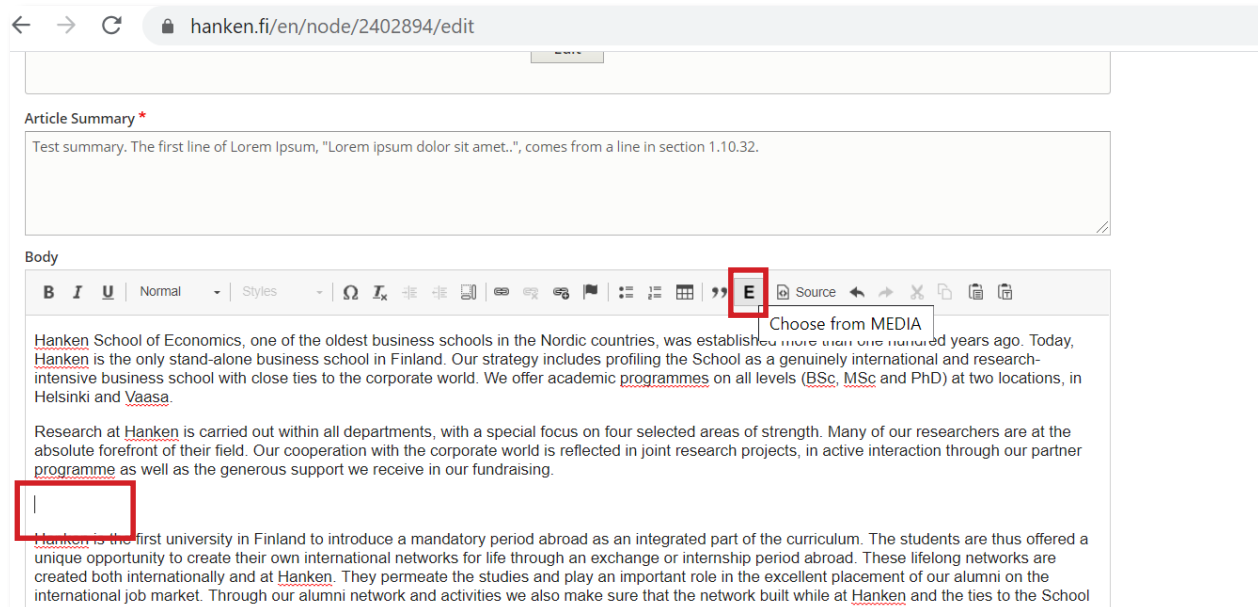 hanken.fi/en/node/2402894/edit
Edit
Article Summary *
Test summary. The first line of Lorem Ipsum, "Lorem ipsum dolor sit amet..", comes from a line in section 1.10.32.
Body
B I U Normal Styles Ω Ix ” E Source
Choose from MEDIA
Hanken School of Economics, one of the oldest business schools in the Nordic countries, was established more than one hundred years ago. Today,
Hanken is the only stand-alone business school in Finland. Our strategy includes profiling the School as a genuinely international and research-
intensive business school with close ties to the corporate world. We offer academic programmes on all levels (BSc, MSc and PhD) at two locations, in
Helsinki and Vaasa.
Research at Hanken is carried out within all departments, with a special focus on four selected areas of strength. Many of our researchers are at the
absolute forefront of their field. Our cooperation with the corporate world is reflected in joint research projects, in active interaction through our partner
programme as well as the generous support we receive in our fundraising.
Hanken is the first university in Finland to introduce a mandatory period abroad as an integrated part of the curriculum. The students are thus offered a
unique opportunity to create their own international networks for life through an exchange or internship period abroad. These lifelong networks are
created both internationally and at Hanken. They permeate the studies and play an important role in the excellent placement of our alumni on the
international job market. Through our alumni network and activities we also make sure that the network built while at Hanken and the ties to the School